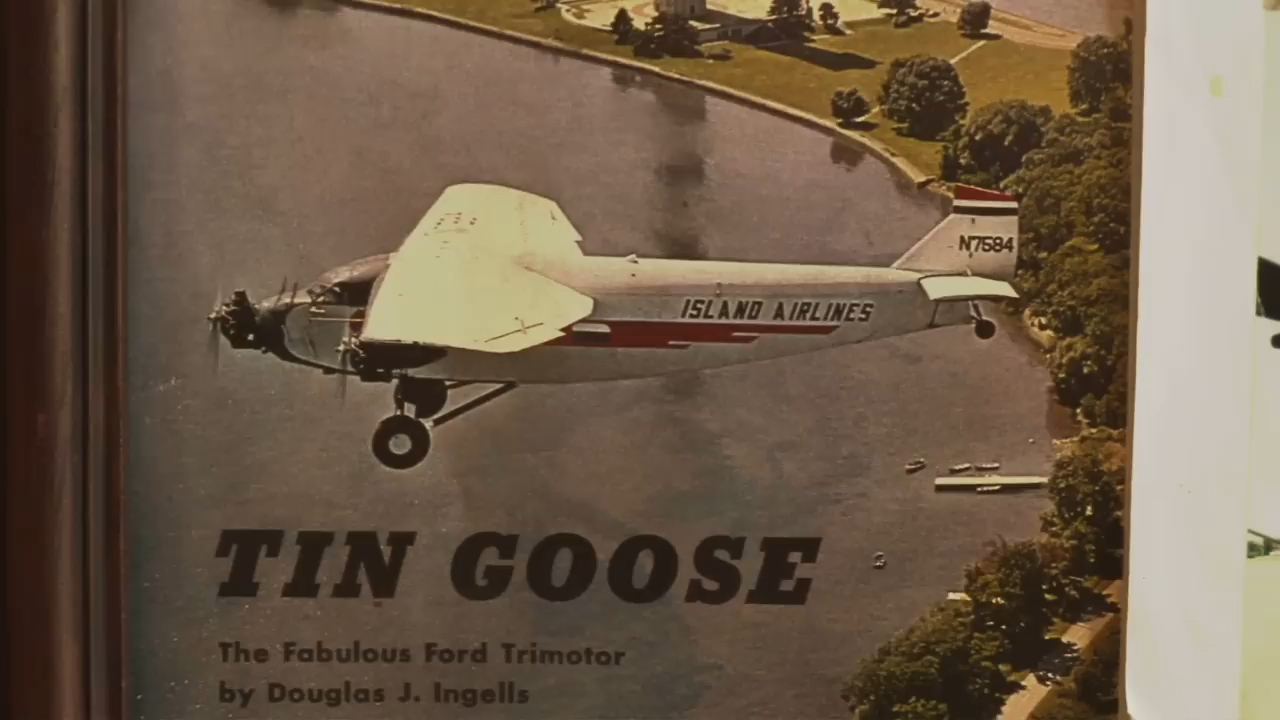 N7584
ISLAND AIRLINES
TIN GOOSE
The Fabulous Ford Trimotor
by Douglas J. Ingells